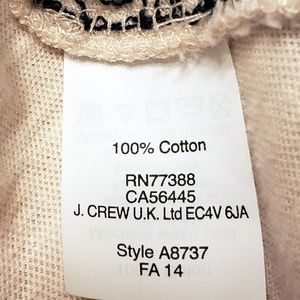 100% Cotton
RN77388
CA56445
J. CREW U.K. Ltd EC4V 6JA
Style A8737
FA 14